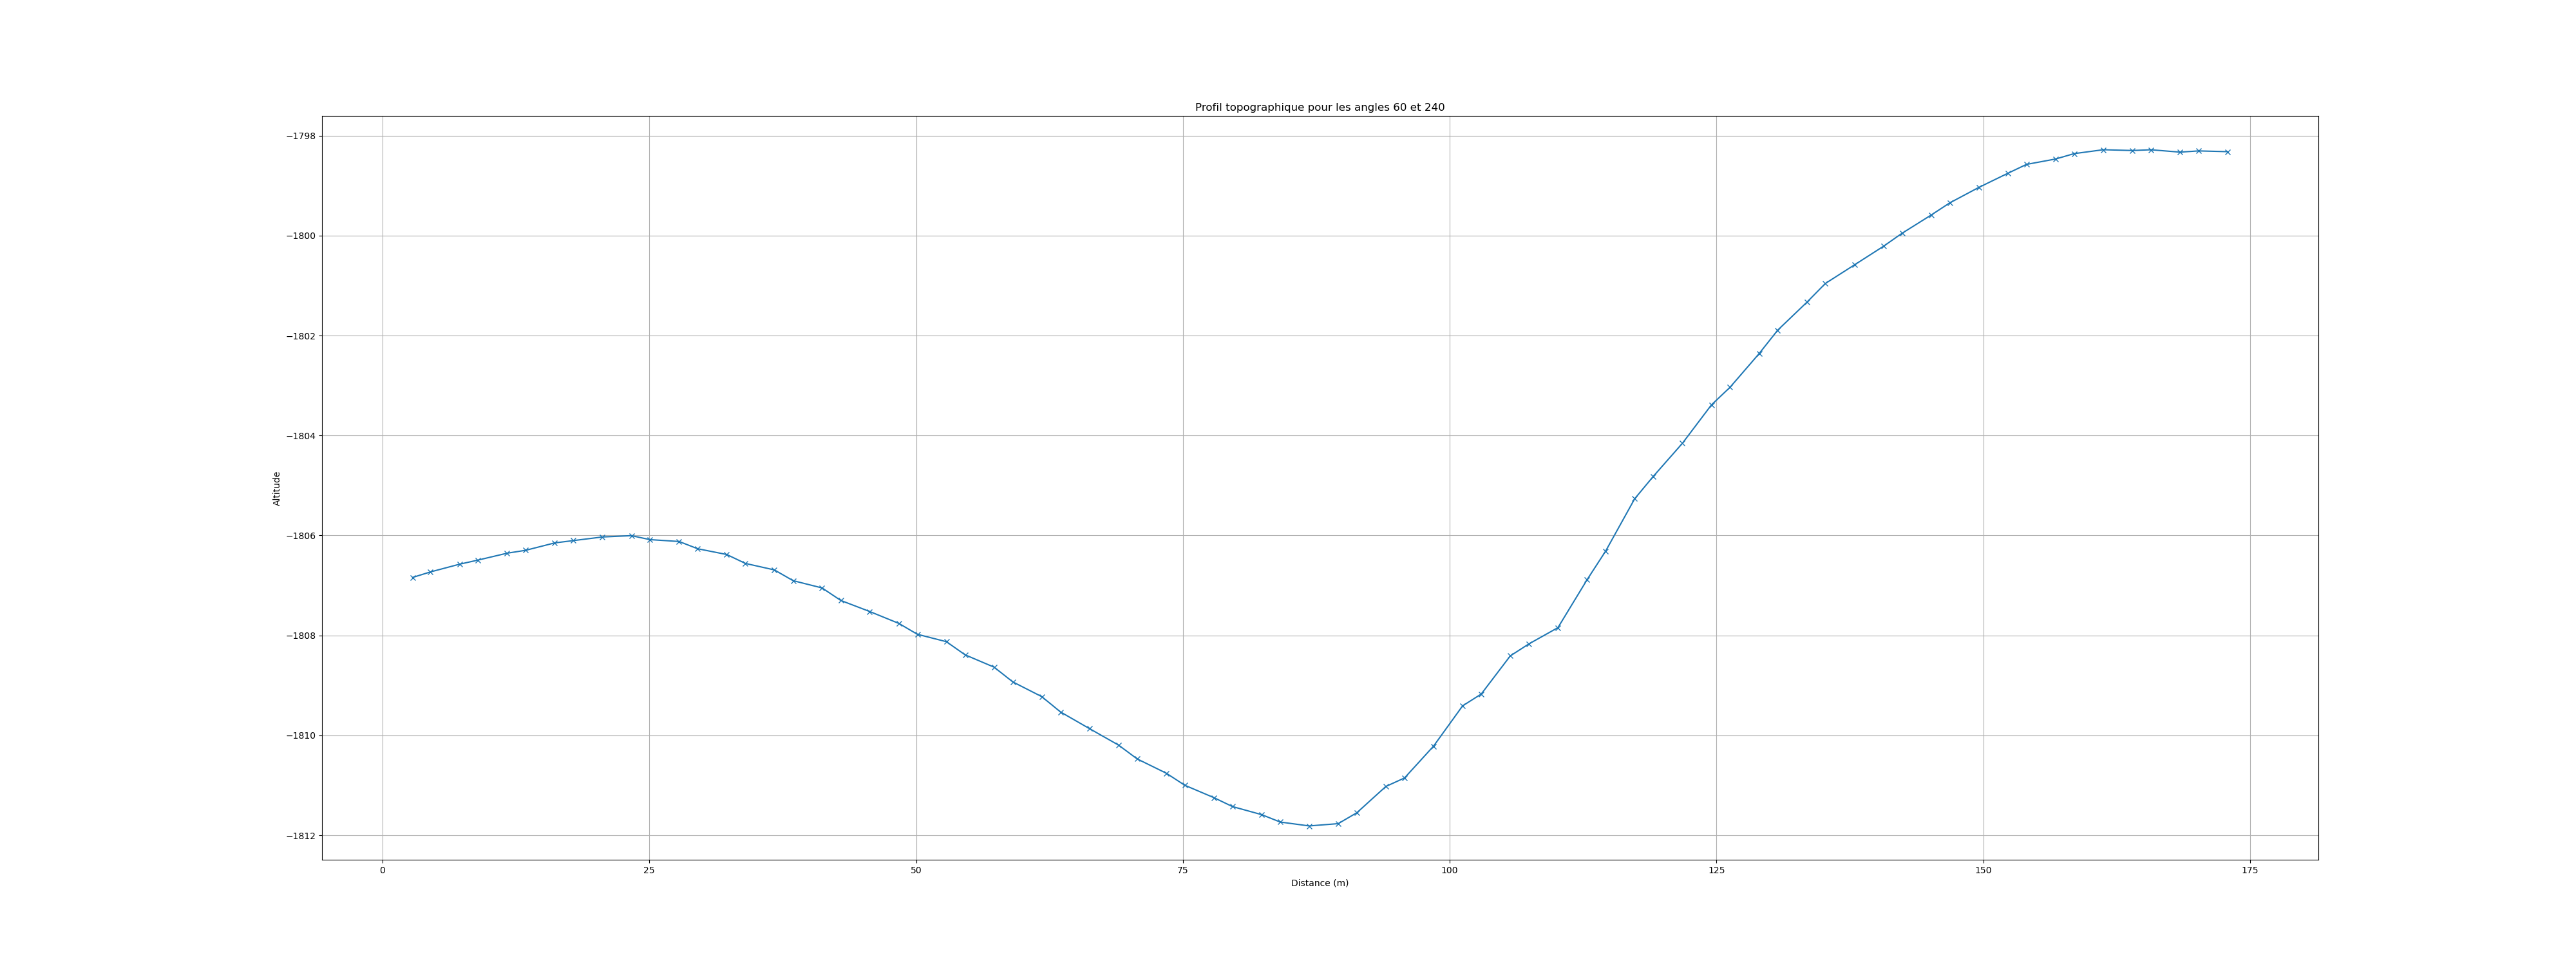 Profil topographique pour les angles 60 et 240
−1798
−1800
−1802
−1804
Altitude
−1806
−1808
−1810
−1812
0 25 50 75 100 125 150 175
Distance (m)